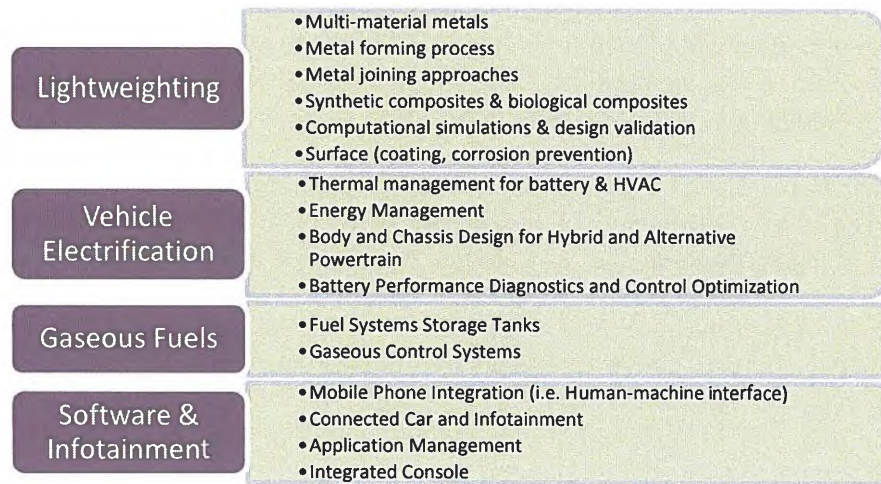 Lightweighting
•Multi-material metals
•Metal forming process
•Metal joining approaches
•Synthetic composites & biological composites
•Computational simulations & design validation
•Surface (coating, corrosion prevention)
Vehicle
Electrification
•Thermal management for battery & HVAC
•Energy Management
•Body and Chassis Design for Hybrid and Alternative
Powertrain
•Battery Performance Diagnostics and Control Optimization
Gaseous Fuels
•Fuel Systems Storage Tanks
•Gaseous Control Systems
Software &
Infotainment
•Mobile Phone Integration (i.e. Human-machine interface)
•Connected Car and Infotainment
•Application Management
•Integrated Console